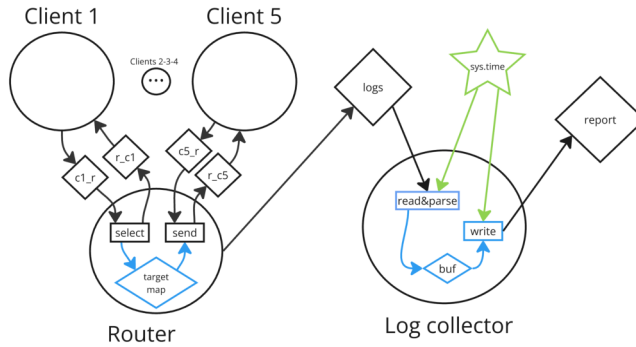 Client 1
Client 5
Clients 2-3-4
...
sys.time
logs
report
c5_r
r_c1
c1_r
r_c5
read&parse
select
send
write
target
map
buf
Router
Log collector